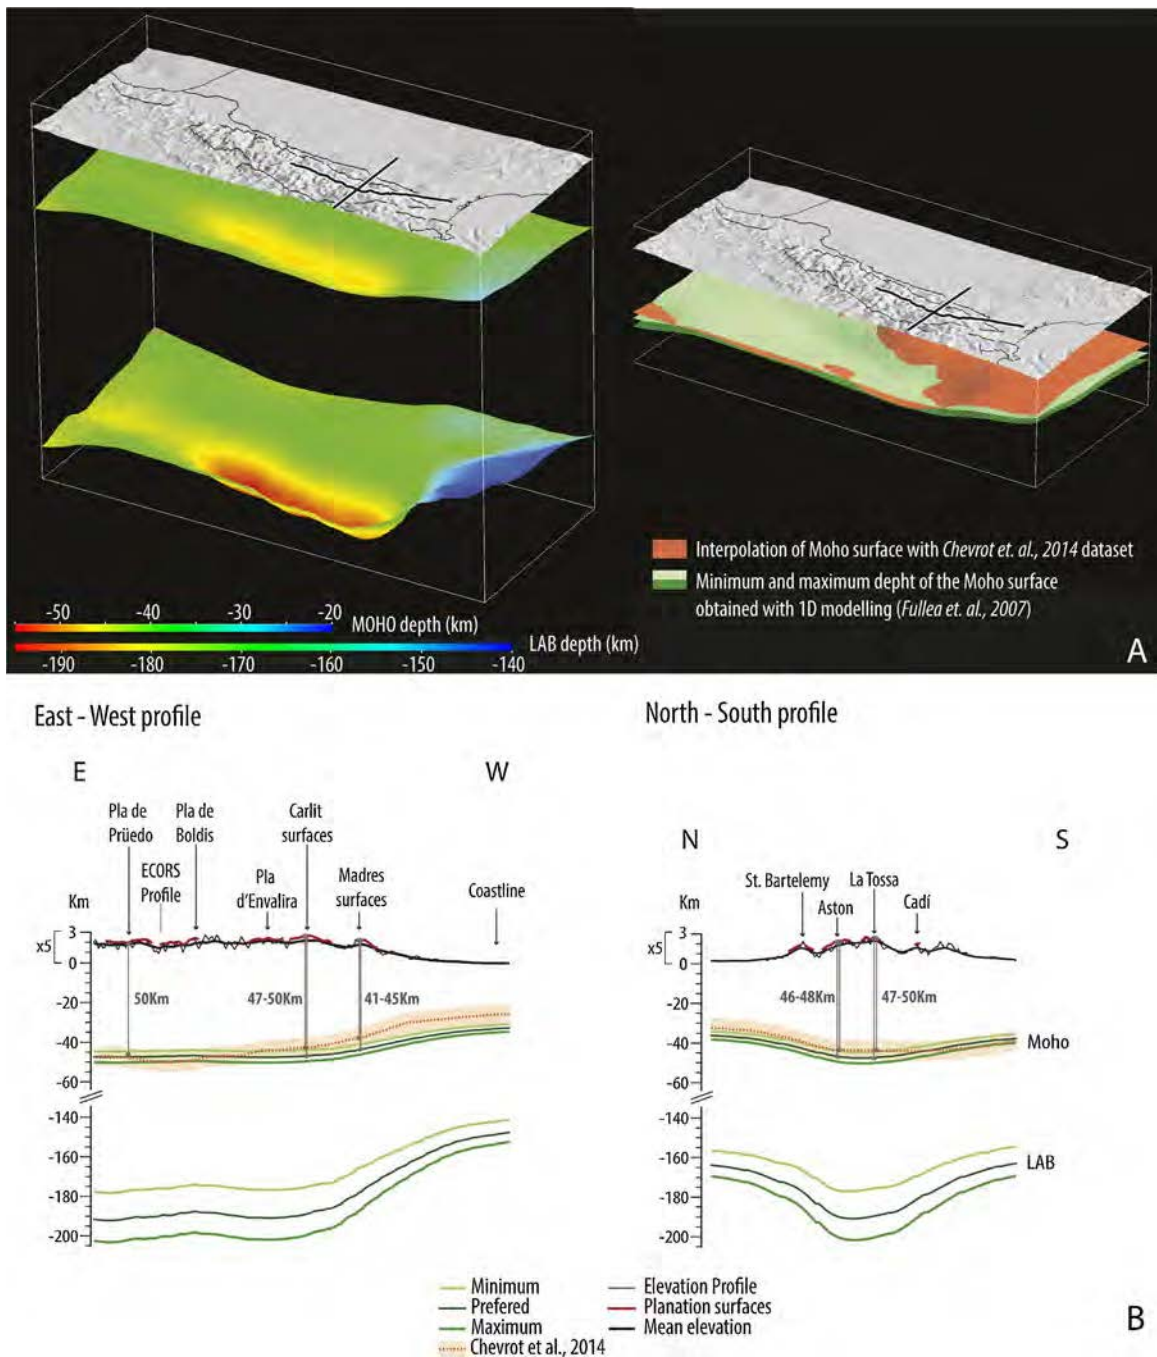 -50
-40
-30
-20
MOHO depth (km)
LAB depth (km)
-190
-180
-170
-160
-150
-140
Interpolation of Moho surface with Chevrot et. al., 2014 dataset
Minimum and maximum depht of the Moho surface
obtained with 1D modelling (Fullea et. al., 2007)
A
East - West profile
E
W
Pla de
Prüedo
ECORS
Profile
Pla de
Boldis
Pla
d'Envalira
Carlit
surfaces
Madres
surfaces
Coastline
Km
x5
3
0
-20
-40
-60
-140
-160
-180
-200
50Km
47-50Km
41-45Km
North - South profile
N
S
St. Bartelemy
Aston
La Tossa
Cadí
Km
x5
3
0
-20
-40
-60
-140
-160
-180
-200
46-48Km
47-50Km
Moho
LAB
Minimum
Prefered
Maximum
Chevrot et al., 2014
Elevation Profile
Planation surfaces
Mean elevation
B